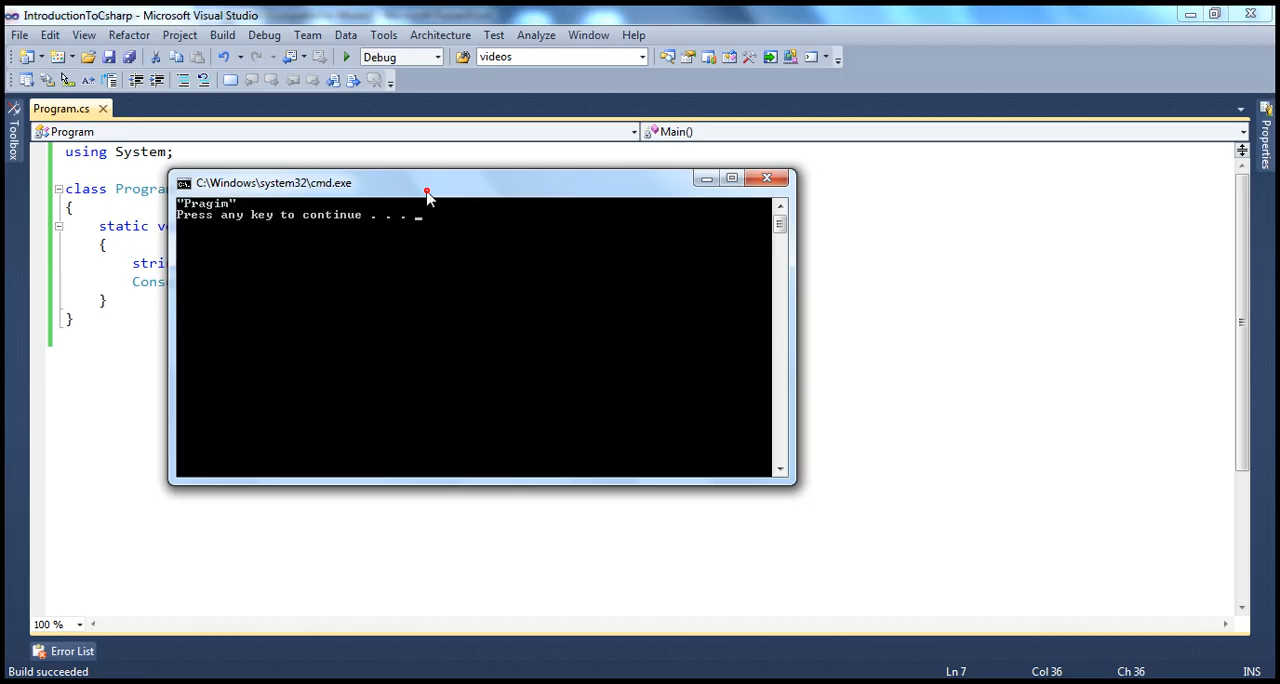 IntroductionToCsharp - Microsoft Visual Studio
File Edit View Refactor Project Build Debug Team Data Tools Architecture Test Analyze Window Help
Debug videos
Program.cs
Toolbox
Properties
Program Main()
using System;
class Progra
{
static v
{
stri
Cons
}
}
C:\Windows\system32\cmd.exe
"Pragim"
Press any key to continue . . . _
100 %
Error List
Build succeeded Ln 7 Col 36 Ch 36 INS